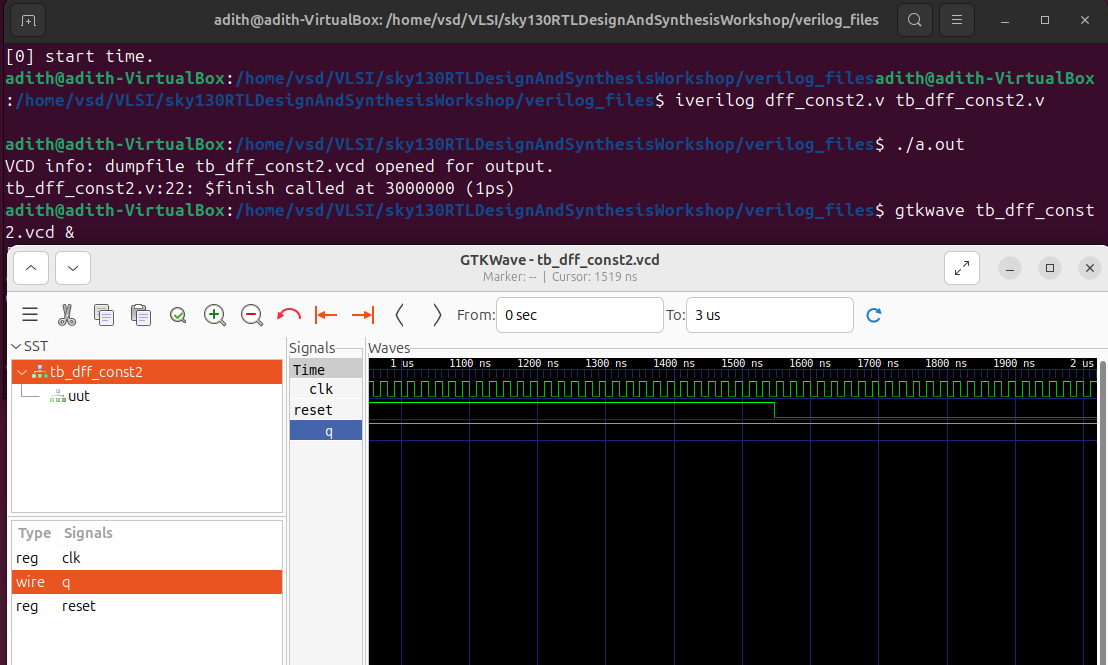 adith@adith-VirtualBox: /home/vsd/VLSI/sky130RTLDesignAndSynthesisWorkshop/verilog_files
[0] start time.
adith@adith-VirtualBox:/home/vsd/VLSI/sky130RTLDesignAndSynthesisWorkshop/verilog_filesadith@adith-VirtualBox
:/home/vsd/VLSI/sky130RTLDesignAndSynthesisWorkshop/verilog_files$ iverilog dff_const2.v tb_dff_const2.v
adith@adith-VirtualBox:/home/vsd/VLSI/sky130RTLDesignAndSynthesisWorkshop/verilog_files$ ./a.out
VCD info: dumpfile tb_dff_const2.vcd opened for output.
tb_dff_const2.v:22: $finish called at 3000000 (1ps)
adith@adith-VirtualBox:/home/vsd/VLSI/sky130RTLDesignAndSynthesisWorkshop/verilog_files$ gtkwave tb_dff_const
2.vcd &
GTKWave - tb_dff_const2.vcd
Marker: -- | Cursor: 1519 ns
From: 0 sec To: 3 us
SST
tb_dff_const2
uut
Type Signals
reg clk
wire q
reg reset
Signals
Time
clk
reset
q
Waves
1 us 1100 ns 1200 ns 1300 ns 1400 ns 1500 ns 1600 ns 1700 ns 1800 ns 1900 ns 2 us